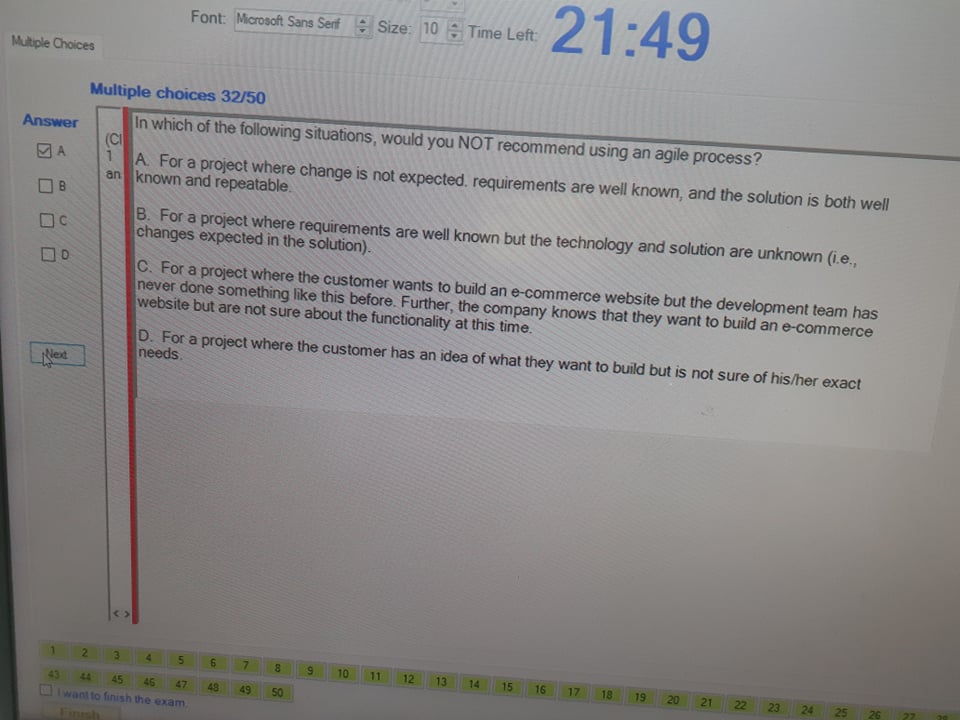 Font: Microsoft Sans Serif Size: 10 Time Left: 21:49
Multiple Choices
Multiple choices 32/50
Answer
A
B
C
D
Next
(Cl
1
an
In which of the following situations, would you NOT recommend using an agile process?
A. For a project where change is not expected. requirements are well known, and the solution is both well
known and repeatable.
B. For a project where requirements are well known but the technology and solution are unknown (i.e.,
changes expected in the solution).
C. For a project where the customer wants to build an e-commerce website but the development team has
never done something like this before. Further, the company knows that they want to build an e-commerce
website but are not sure about the functionality at this time.
D. For a project where the customer has an idea of what they want to build but is not sure of his/her exact
needs.
< >
1 2 3 4 5 6 7 8 9 10 11 12 13 14 15 16 17 18 19 20 21 22 23 24 25 26 27
43 44 45 46 47 48 49 50
I want to finish the exam.
Finish